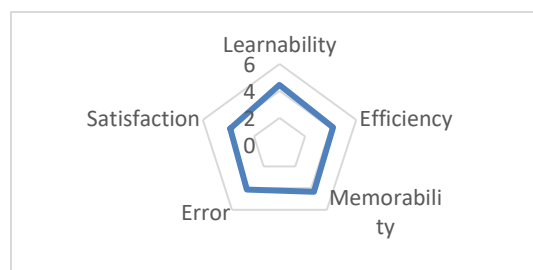 Learnability
6
4
2
0
Satisfaction
Efficiency
Error
Memorabili
ty